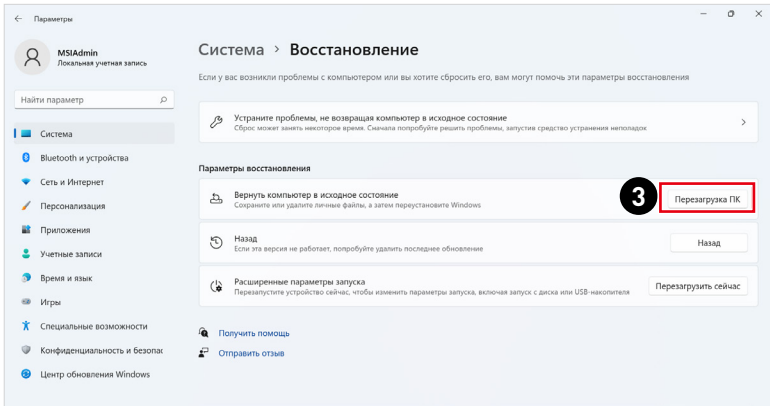 Параметры
MSIAdmin
Локальная учетная запись
Найти параметр
Система
Bluetooth и устройства
Сеть и Интернет
Персонализация
Приложения
Учетные записи
Время и язык
Игры
Специальные возможности
Конфиденциальность и безопас
Центр обновления Windows
Система > Восстановление
Если у вас возникли проблемы с компьютером или вы хотите сбросить его, вам могут помочь эти параметры восстановления
Устраните проблемы, не возвращая компьютер в исходное состояние
Сброс может занять некоторое время. Сначала попробуйте решить проблемы, запустив средство устранения неполадок
Параметры восстановления
Вернуть компьютер в исходное состояние
Сохраните или удалите личные файлы, а затем переустановите Windows
3
Перезагрузка ПК
Назад
Если эта версия не работает, попробуйте удалить последнее обновление
Назад
Расширенные параметры запуска
Перезапустите устройство сейчас, чтобы изменить параметры запуска, включая запуск с диска или USB-накопителя
Перезагрузить сейчас
Получить помощь
Отправить отзыв